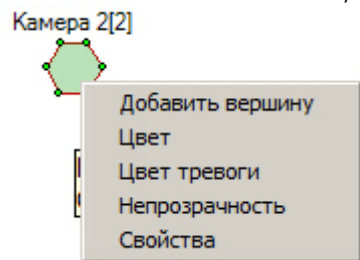 Камера 2[2]
Добавить вершину
Цвет
Цвет тревоги
Непрозрачность
Свойства